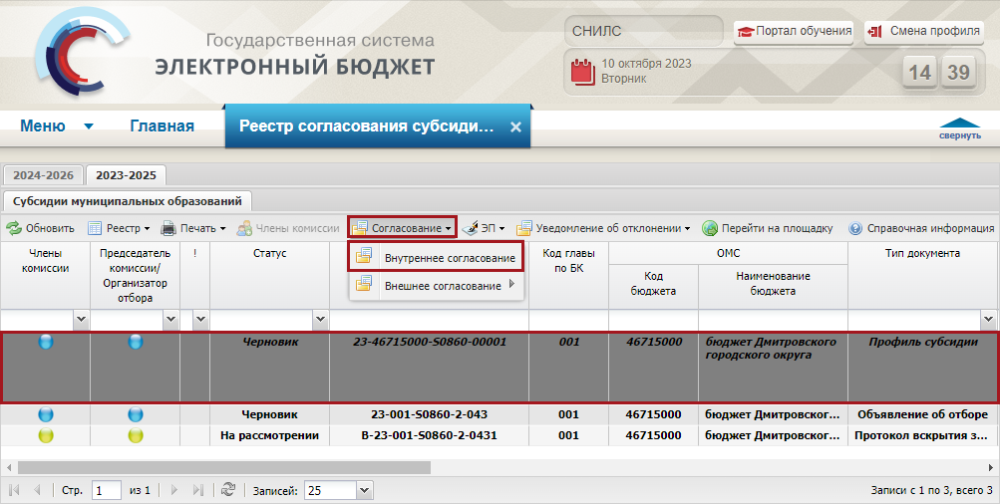 Государственная система
ЭЛЕКТРОННЫЙ БЮДЖЕТ
СНИЛС
Портал обучения
Смена профиля
10 октября 2023
Вторник
14 39
Меню
Главная
Реестр согласования субсиди...
свернуть
2024-2026
2023-2025
Субсидии муниципальных образований
Обновить
Реестр
Печать
Члены комиссии
Согласование
ЭП
Уведомление об отклонении
Перейти на площадку
Справочная информация
Внутреннее согласование
Внешнее согласование
Члены
комиссии
Председатель
комиссии/
Организатор
отбора
!
Статус
Код главы
по БК
ОМС
Код
бюджета
Наименование
бюджета
Тип документа
Черновик 23-46715000-S0860-00001 001 46715000 бюджет Дмитровского Профиль субсидии
городского округа
Черновик 23-001-S0860-2-043 001 46715000 бюджет Дмитровског... Объявление об отборе
На рассмотрении В-23-001-S0860-2-0431 001 46715000 бюджет Дмитровског... Протокол вскрытия з...
Стр. 1 из 1 Записей: 25 Записи с 1 по 3, всего 3